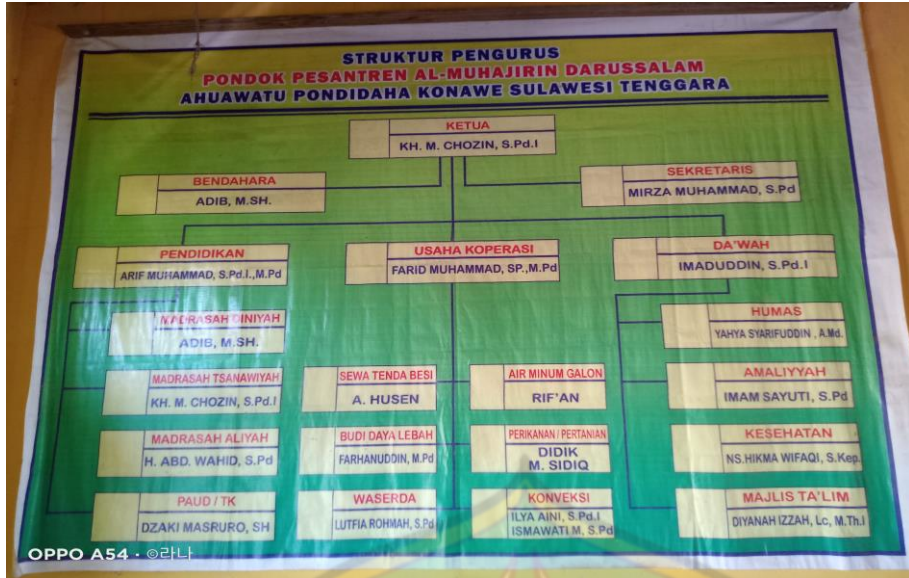 STRUKTUR PENGURUS
PONDOK PESANTREN AL-MUHAJIRIN DARUSSALAM
AHUAWATU PONDIDAHA KONAWE SULAWESI TENGGARA
KETUA
KH. M. CHOZIN, S.Pd.I
BENDAHARA
ADIB, M.SH.
SEKRETARIS
MIRZA MUHAMMAD, S.Pd
PENDIDIKAN
ARIF MUHAMMAD, S.Pd.I.,M.Pd
USAHA KOPERASI
FARID MUHAMMAD, SP.,M.Pd
DA'WAH
IMADUDDIN, S.Pd.I
MADRASAH DINIYAH
ADIB, M.SH.
HUMAS
YAHYA SYARIFUDDIN , A.Md.
MADRASAH TSANAWIYAH
KH. M. CHOZIN, S.Pd.I
SEWA TENDA BESI
A. HUSEN
AIR MINUM GALON
RIF'AN
AMALIYYAH
IMAM SAYUTI, S.Pd
MADRASAH ALIYAH
H. ABD. WAHID, S.Pd
BUDI DAYA LEBAH
FARHANUDDIN, M.Pd
PERIKANAN / PERTANIAN
DIDIK
M. SIDIQ
KESEHATAN
NS.HIKMA WIFAQI, S.Kep.
PAUD / TK
DZAKI MASRURO, SH
WASERDA
LUTFIA ROHMAH, S.Pd
KONVEKSI
ILYA AINI, S.Pd.I
ISMAWATI M, S.Pd
MAJLIS TA'LIM
DIYANAH IZZAH, Lc, M.Th.I
OPPO A54 · ©라나